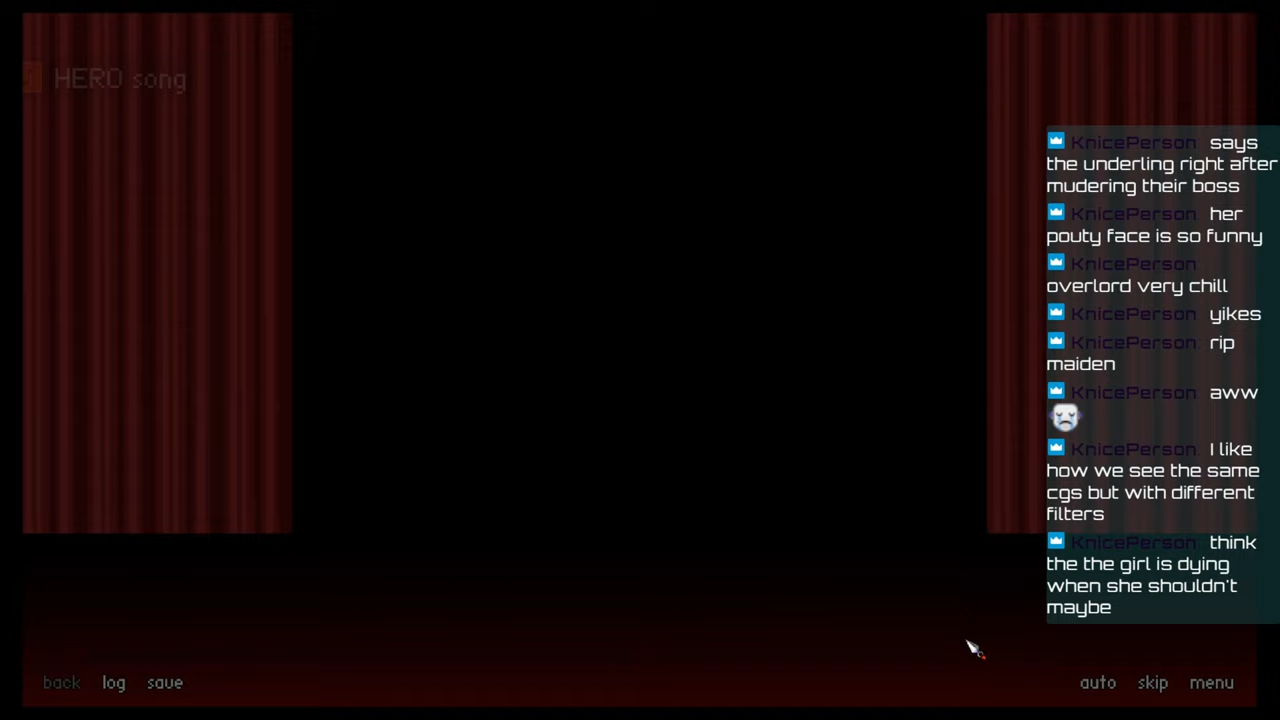 HERO song
KnicePerson says
the underling right after
mudering their boss
KnicePerson her
pouty face is so funny
KnicePerson
overlord very chill
KnicePerson yikes
KnicePerson rip
maiden
KnicePerson aww
KnicePerson I like
how we see the same
cgs but with different
filters
KnicePerson think
the the girl is dying
when she shouldn't
maybe
back log save
auto skip menu